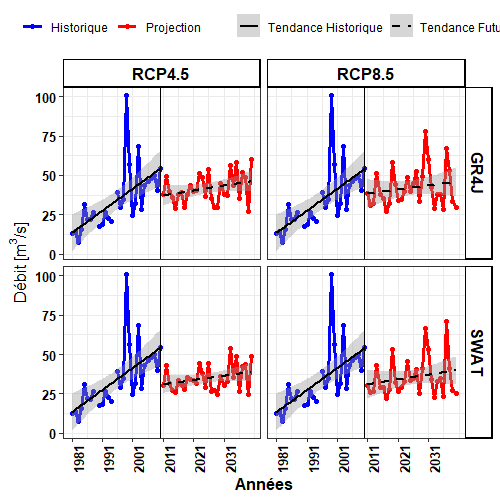 Historique Projection Tendance Historique Tendance Futu
RCP4.5 RCP8.5
100
75
50
25
0
GR4J
100
75
50
25
0
SWAT
Débit [m³/s]
1981 1991 2001 2011 2021 2031 1981 1991 2001 2011 2021 2031
Années